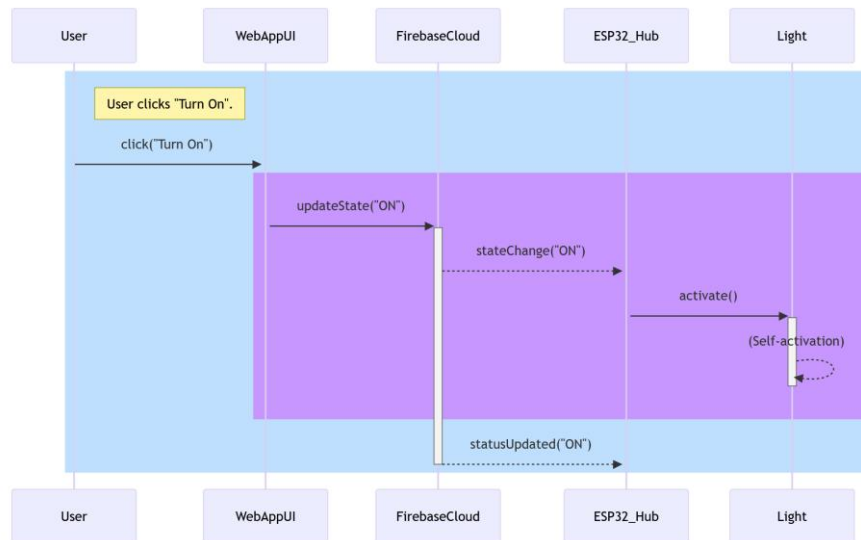 User WebAppUI FirebaseCloud ESP32_Hub Light
User clicks "Turn On".
click("Turn On")
updateState("ON")
stateChange("ON")
activate()
(Self-activation)
statusUpdated("ON")
User WebAppUI FirebaseCloud ESP32_Hub Light